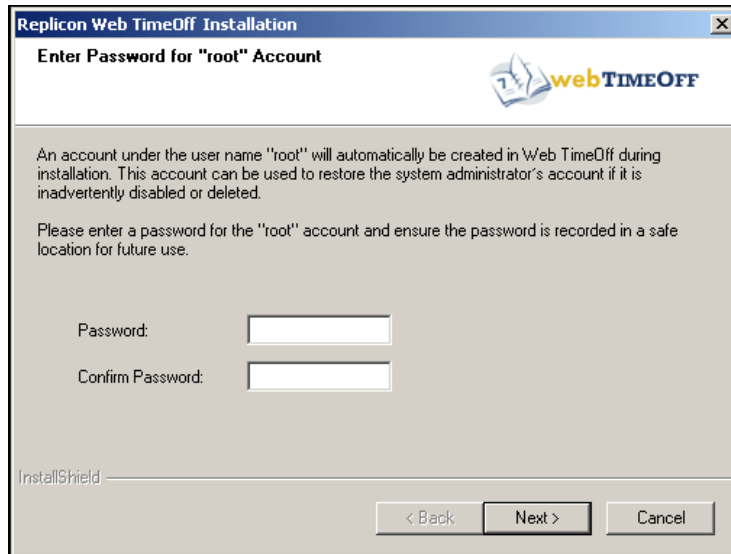 Replicon Web TimeOff Installation
Enter Password for "root" Account
webTIMEOFF
An account under the user name "root" will automatically be created in Web TimeOff during
installation. This account can be used to restore the system administrator's account if it is
inadvertently disabled or deleted.
Please enter a password for the "root" account and ensure the password is recorded in a safe
location for future use.
Password:
Confirm Password:
InstallShield
< Back Next > Cancel